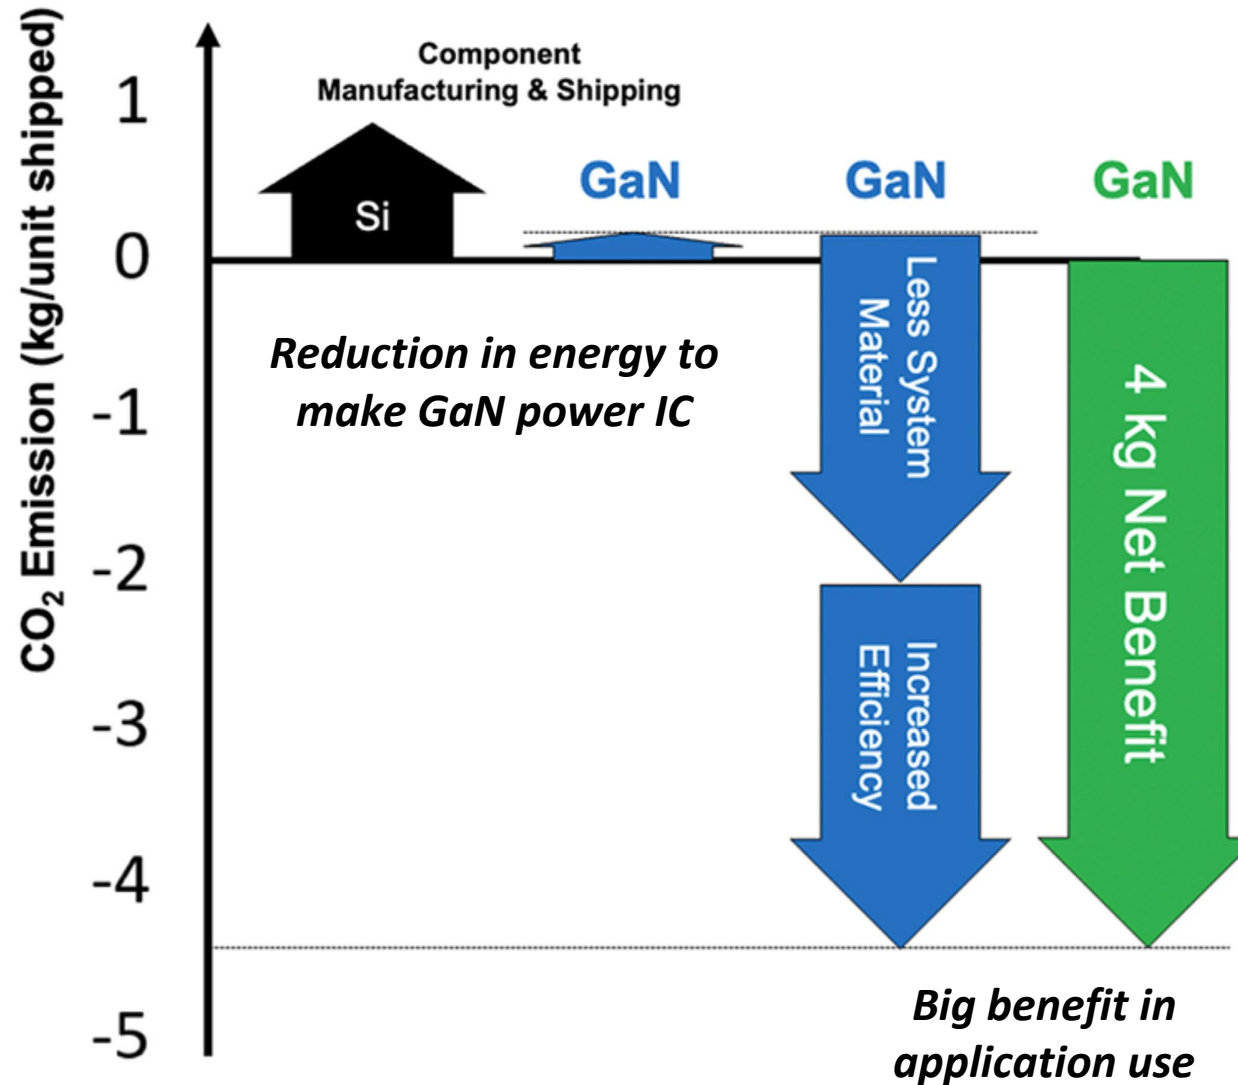 CO₂ Emission (kg/unit shipped)
1
0
-1
-2
-3
-4
-5
Component
Manufacturing & Shipping
Si
GaN
GaN
GaN
Reduction in energy to
make GaN power IC
Less System
Material
Increased
Efficiency
4 kg Net Benefit
Big benefit in
application use